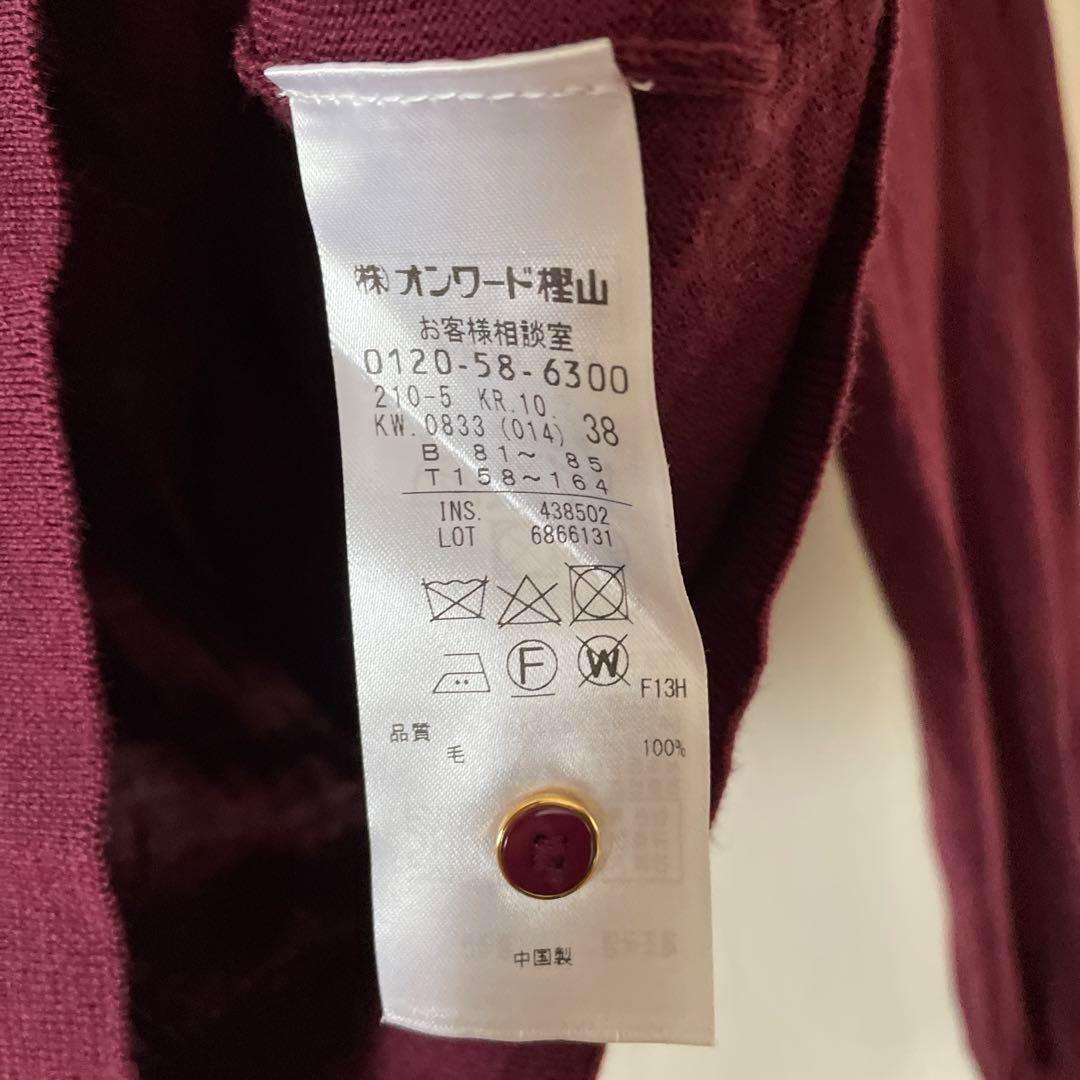 ㈱オンワード樫山
お客様相談室
0120-58-6300
210-5 KR.10.
KW.0833 (014) 38
B 81～ 85
T158～164
INS. 438502
LOT 6866131
F
W
F13H
品質
毛 100%
中国製